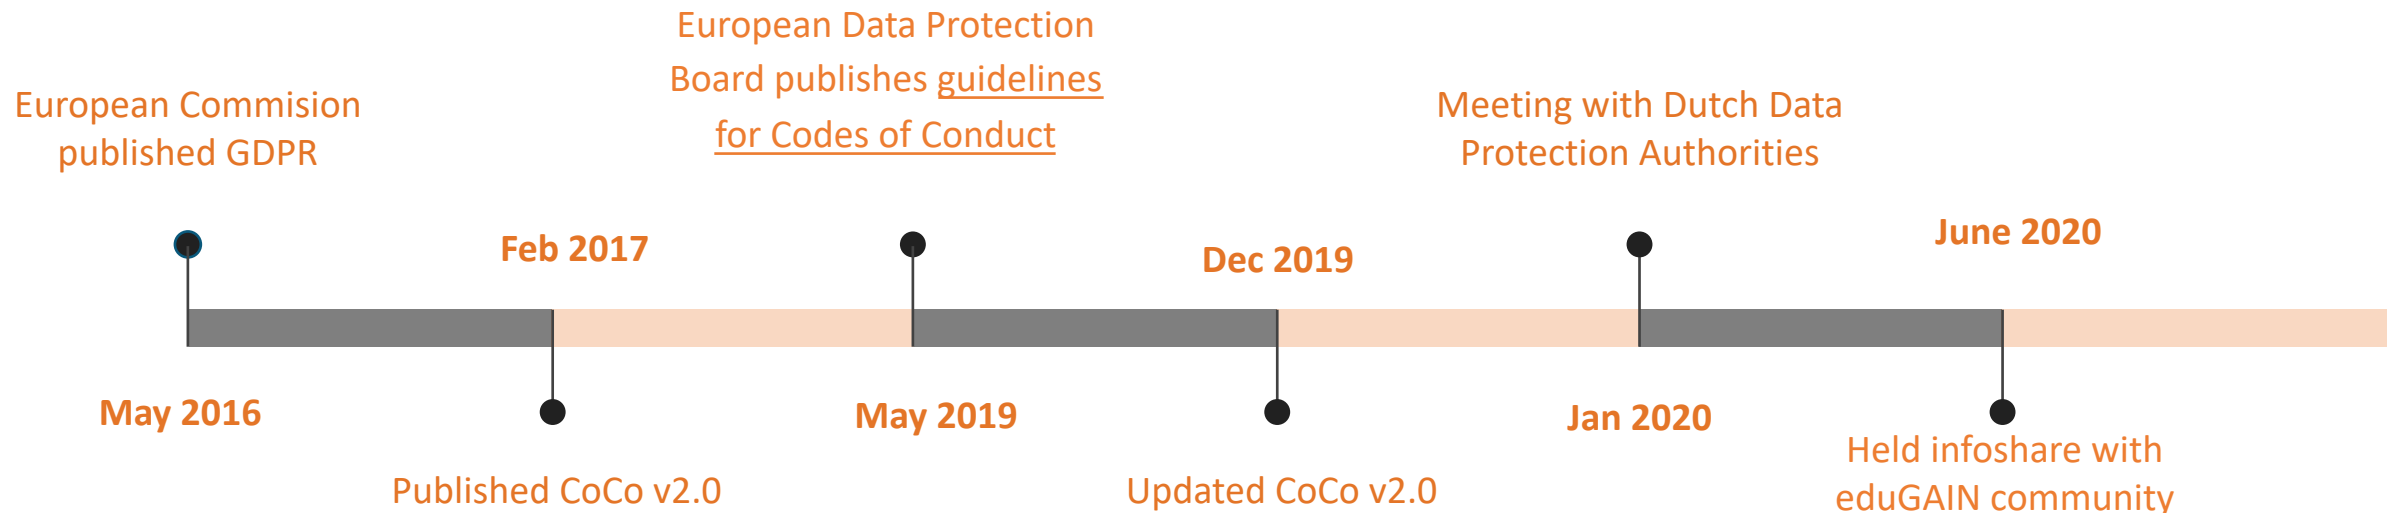 European Commision
published GDPR
May 2016
Feb 2017
Published CoCo v2.0
European Data Protection
Board publishes guidelines
for Codes of Conduct
May 2019
Dec 2019
Updated CoCo v2.0
Meeting with Dutch Data
Protection Authorities
Jan 2020
June 2020
Held infoshare with
eduGAIN community